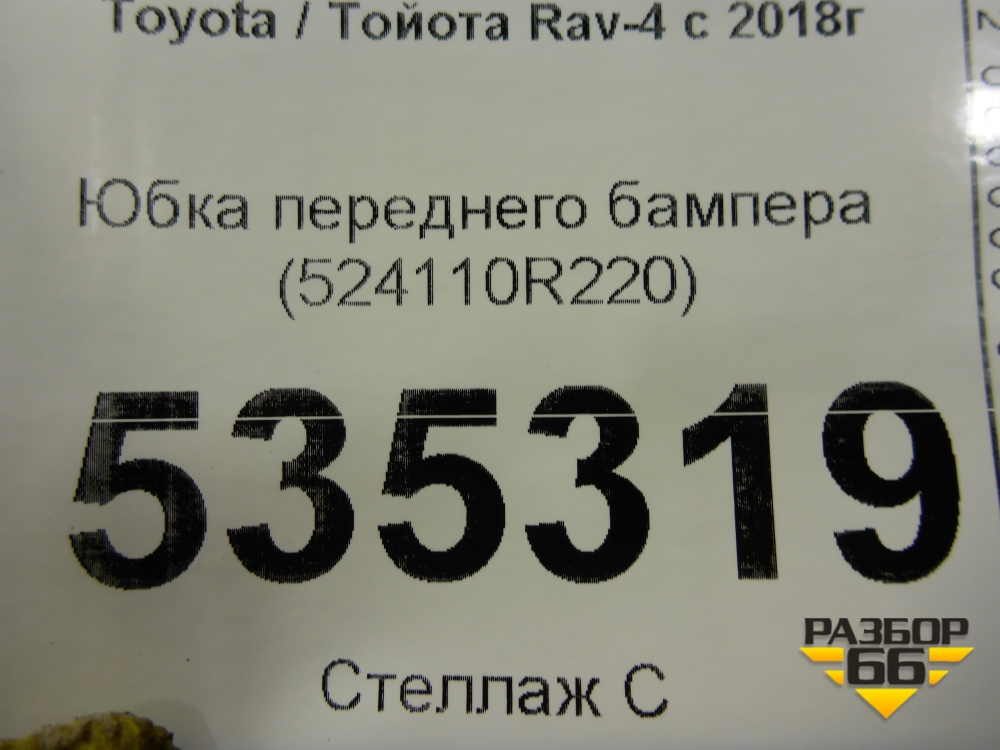 Toyota / Тойота Rav-4 с 2018г
Юбка переднего бампера
(524110R220)
535319
Стеллаж С
РАЗБОР
66